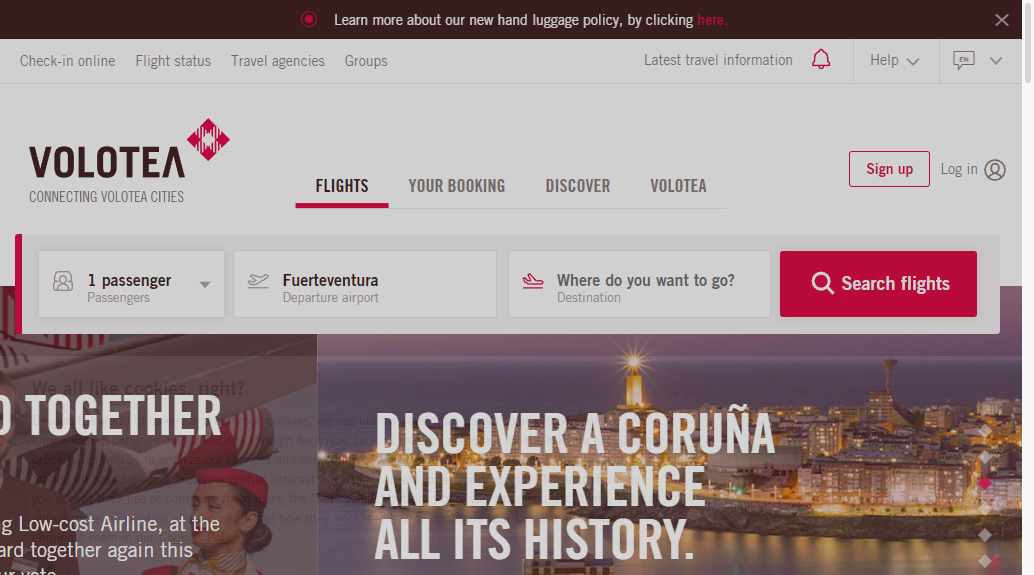 Learn more about our new hand luggage policy, by clicking here.
Check-in online Flight status Travel agencies Groups Latest travel information Help EN
VOLOTEA
CONNECTING VOLOTEA CITIES
FLIGHTS YOUR BOOKING DISCOVER VOLOTEA
Sign up Log in
1 passenger
Passengers
Fuerteventura
Departure airport
Where do you want to go?
Destination
Search flights
We all like cookies, right?
TOGETHER
g Low-cost Airline, at the
ard together again this
ur vote
DISCOVER A CORUÑA
AND EXPERIENCE
ALL ITS HISTORY.